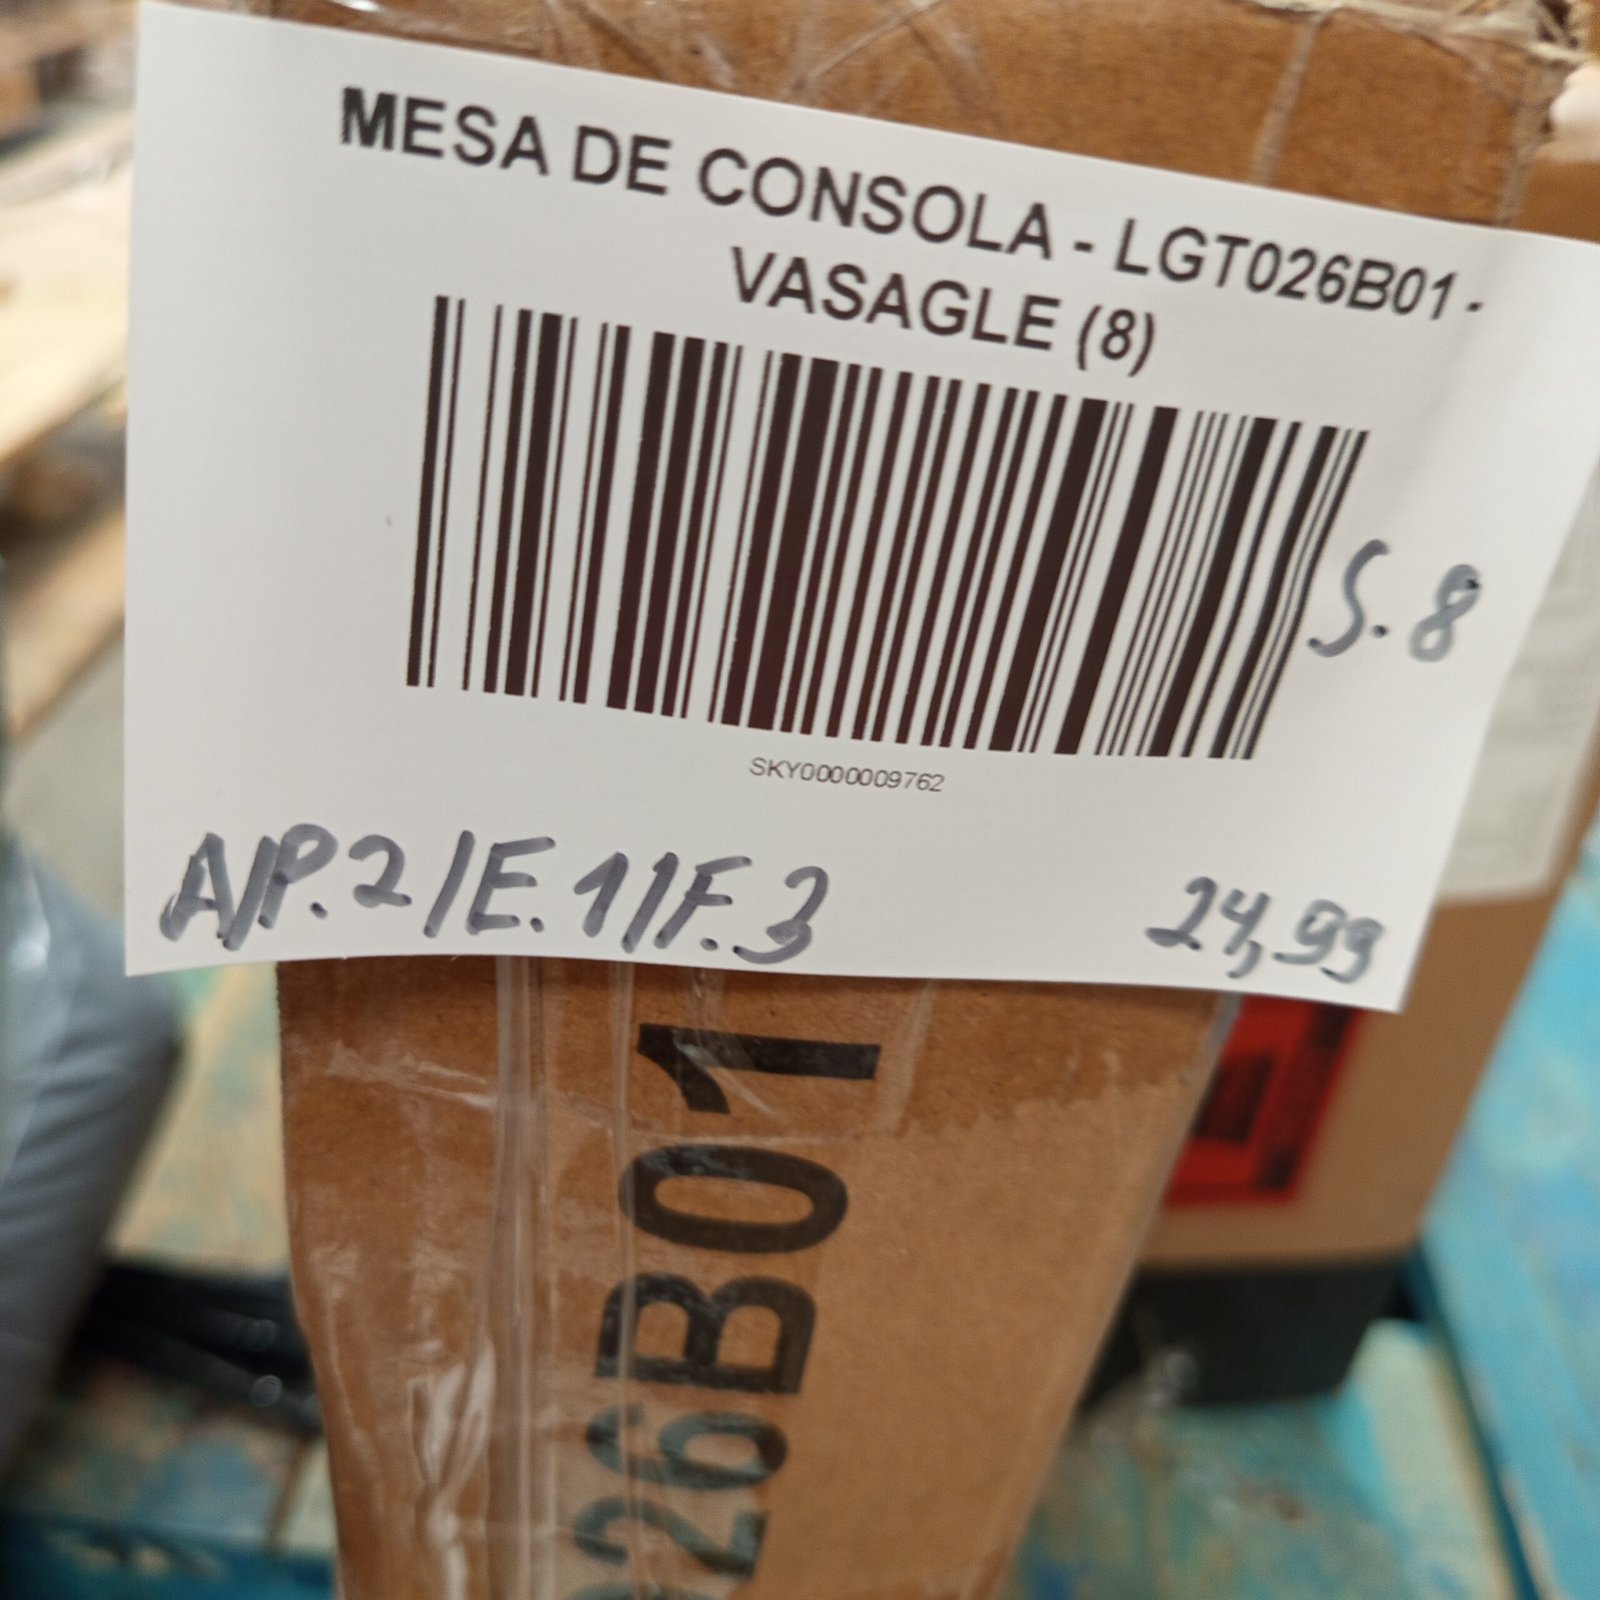 MESA DE CONSOLA - LGT026B01 -
VASAGLE (8)
S. 8
SKY0000009762
A/P.2/E.1/F.3
24,99
026B01